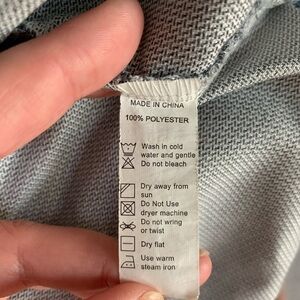 MADE IN CHINA
100% POLYESTER
Wash in cold
water and gentle
Do not bleach
Dry away from
sun
Do Not Use
dryer machine
Do not wring
or twist
Dry flat
Use warm
steam iron